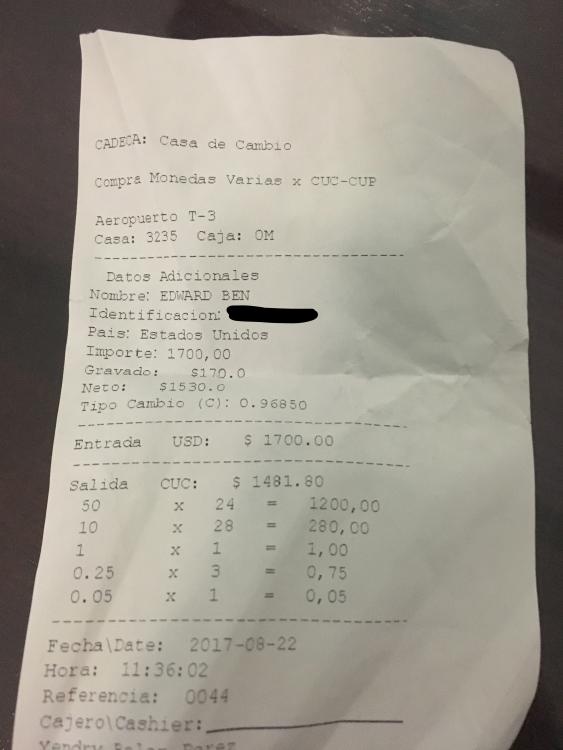 CADECA: Casa de Cambio
Compra Monedas Varias x CUC-CUP
Aeropuerto T-3
Casa: 3235 Caja: 0M
--------------------------------
Datos Adicionales
Nombre: EDWARD BEN
Identificacion:
Pais: Estados Unidos
Importe: 1700,00
Gravado: $170.0
Neto: $1530.0
Tipo Cambio (C): 0.96850
--------------------------------
Entrada USD: $ 1700.00
--------------------------------
Salida CUC: $ 1481.80
50 x 24 = 1200,00
10 x 28 = 280,00
1 x 1 = 1,00
0.25 x 3 = 0,75
0.05 x 1 = 0,05
--------------------------------
Fecha\Date: 2017-08-22
Hora: 11:36:02
Referencia: 0044
Cajero\Cashier: